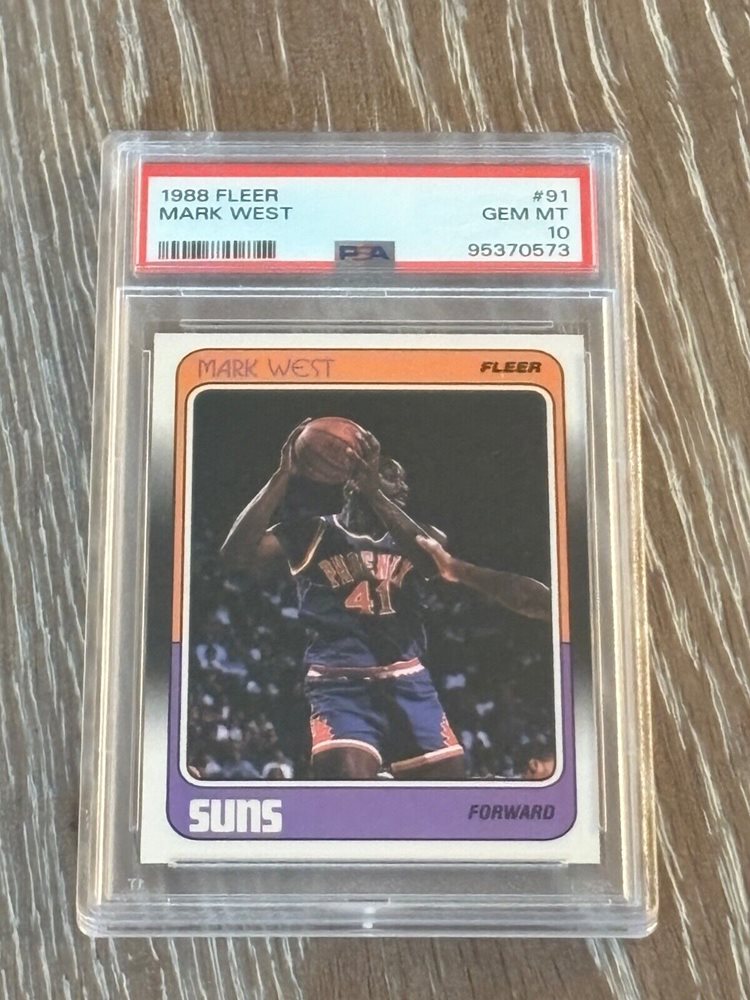 1988 FLEER #91
MARK WEST GEM MT
10
PSA 95370573
MARK WEST FLEER
PHOENIX
41
SUNS FORWARD